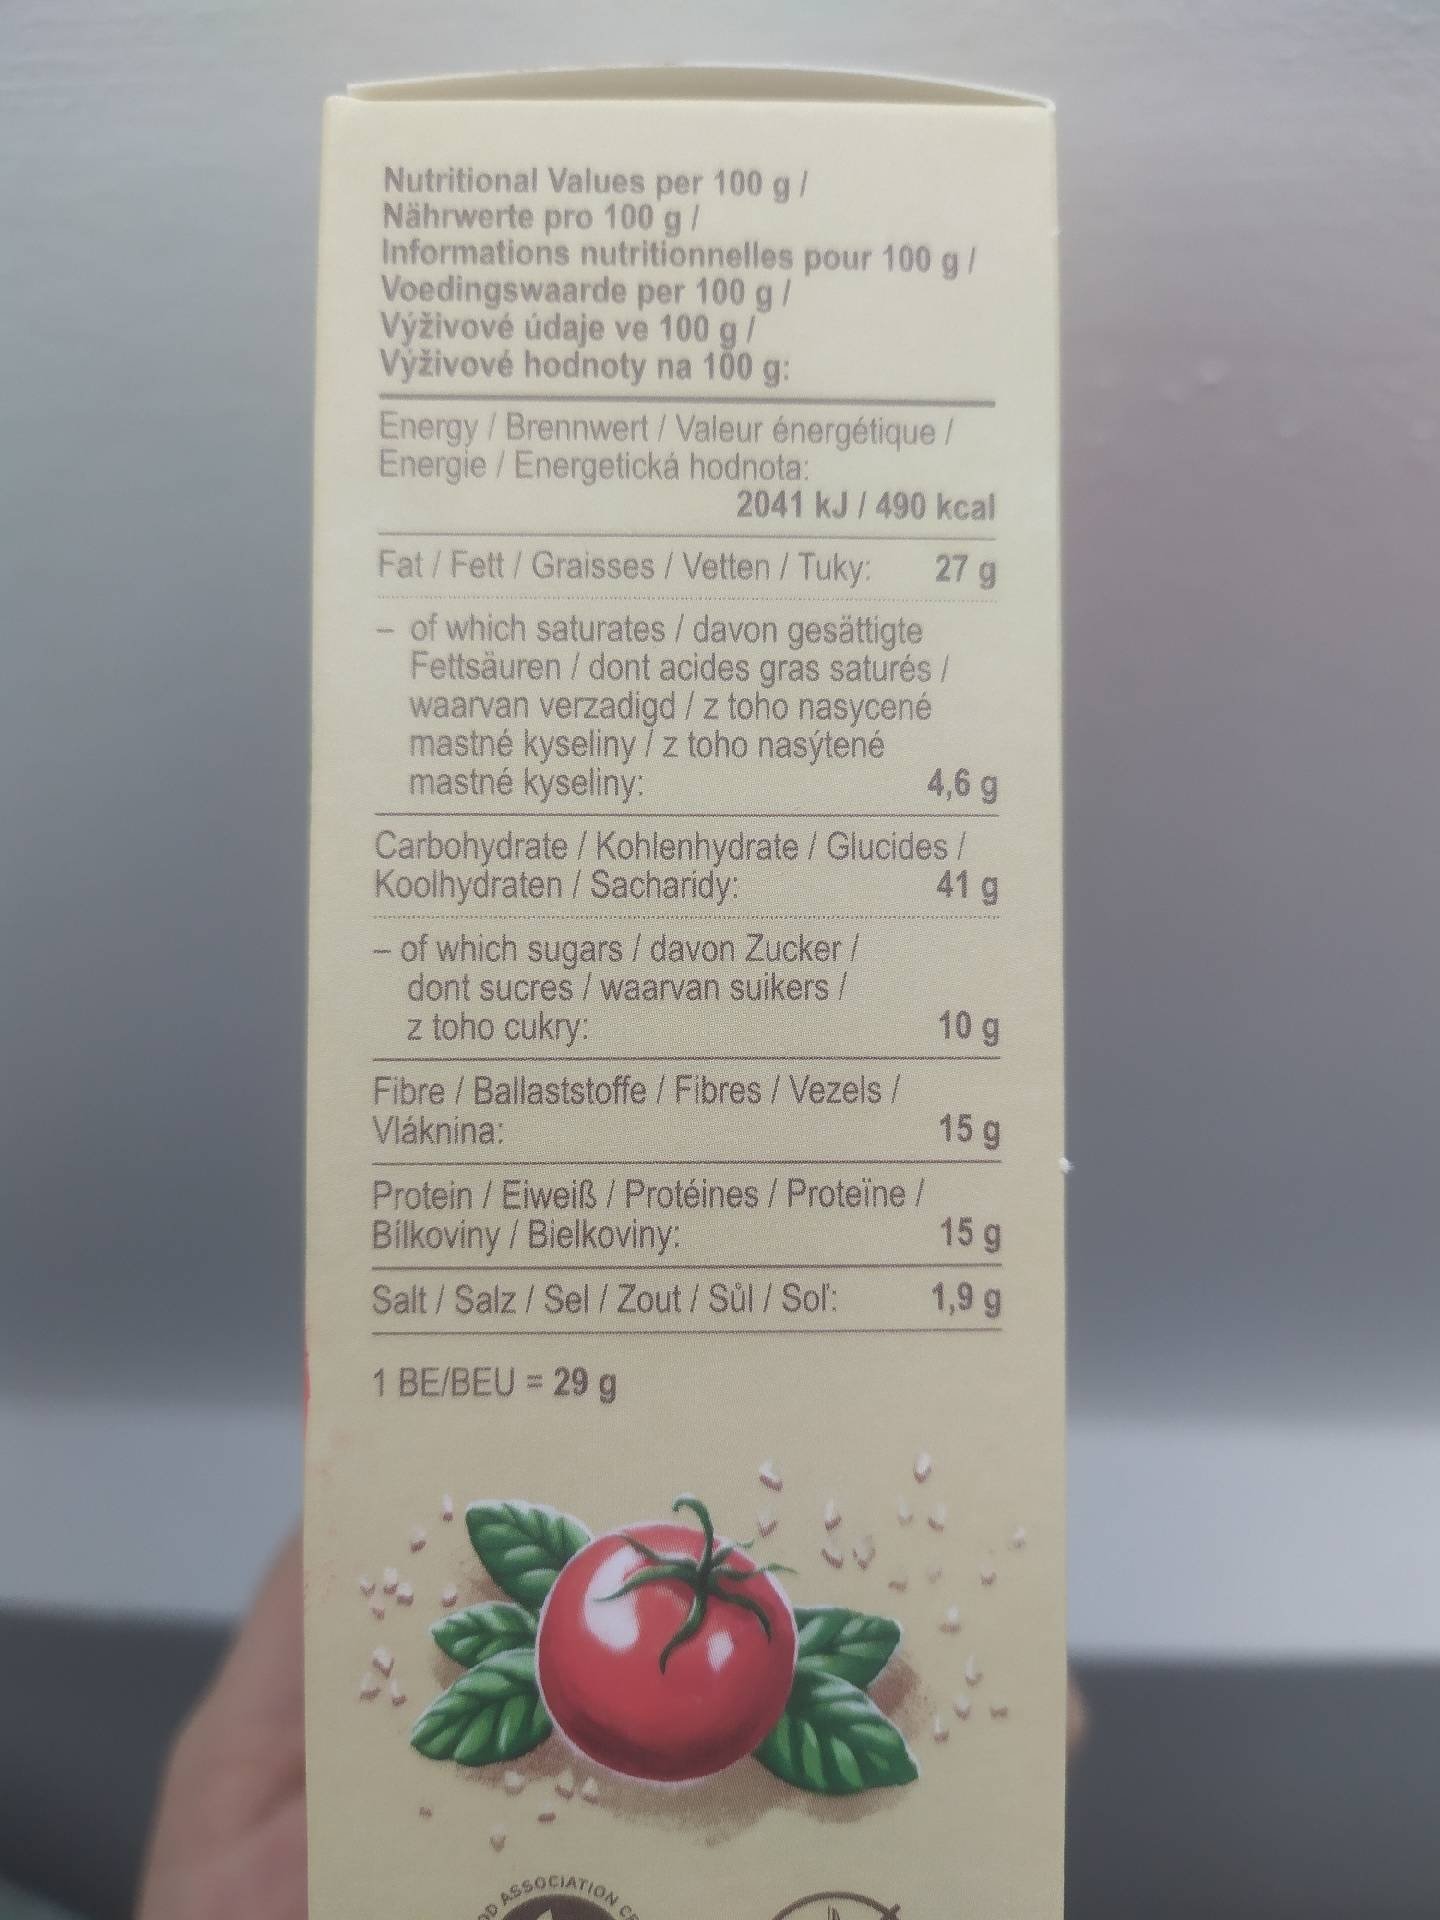 Nutritional Values per 100 g /
Nährwerte pro 100 g /
Informations nutritionnelles pour 100 g /
Voedingswaarde per 100 g /
Výživové údaje ve 100 g /
Výživové hodnoty na 100 g:
Energy / Brennwert / Valeur énergétique /
Energie / Energetická hodnota:
2041 kJ / 490 kcal
Fat / Fett / Graisses / Vetten / Tuky: 27 g
– of which saturates / davon gesättigte
Fettsäuren / dont acides gras saturés /
waarvan verzadigd / z toho nasycené
mastné kyseliny / z toho nasýtené
mastné kyseliny: 4,6 g
Carbohydrate / Kohlenhydrate / Glucides /
Koolhydraten / Sacharidy: 41 g
– of which sugars / davon Zucker /
dont sucres / waarvan suikers /
z toho cukry: 10 g
Fibre / Ballaststoffe / Fibres / Vezels /
Vláknina: 15 g
Protein / Eiweiß / Protéines / Proteïne /
Bílkoviny / Bielkoviny: 15 g
Salt / Salz / Sel / Zout / Sůl / Soľ: 1,9 g
1 BE/BEU = 29 g
ASSOCIATION